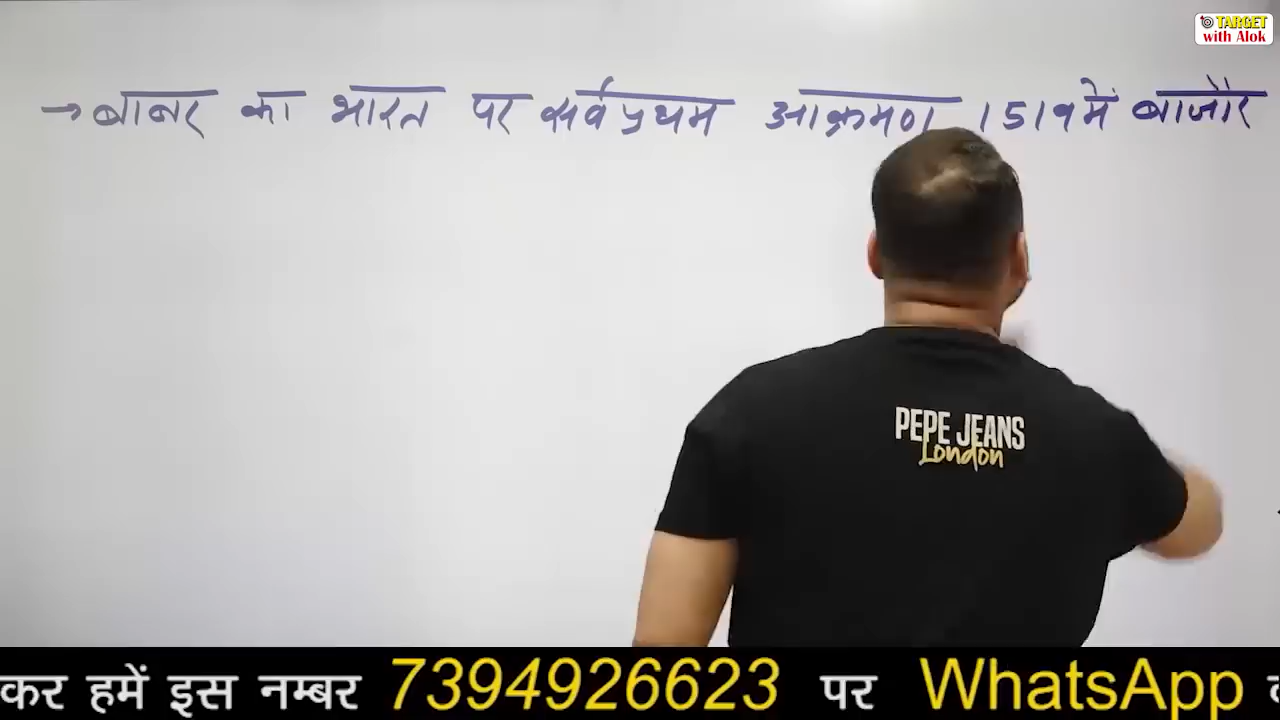 TARGET
with Alok
→ बाबर का भारत पर सर्वप्रथम आक्रमण 1519 में बाजौर
PEPE JEANS
London
कर हमें इस नम्बर 7394926623 पर WhatsApp